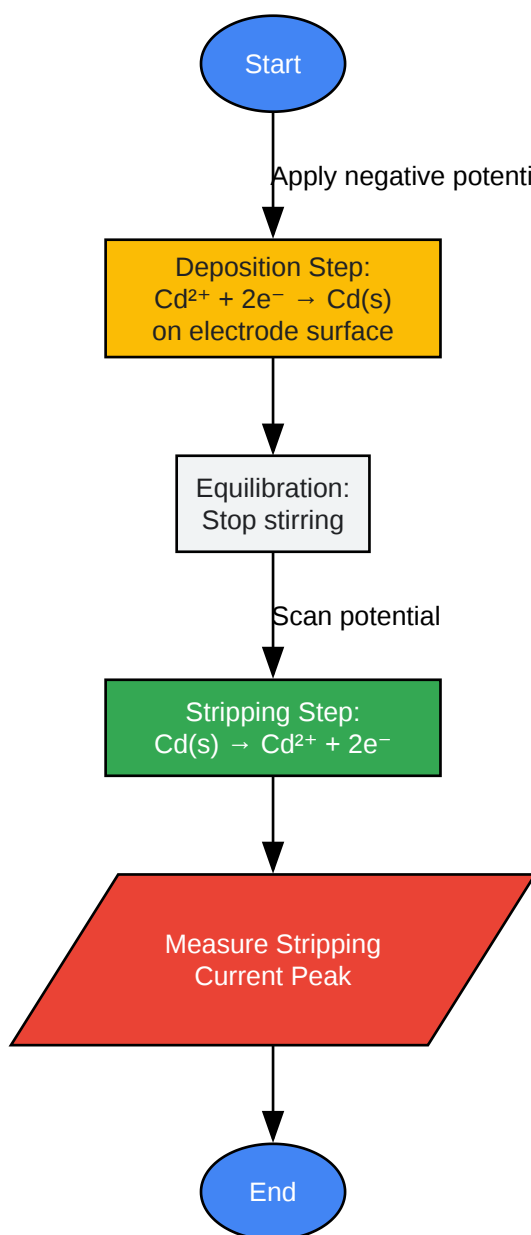 Start
Apply negative potenti
Deposition Step:
Cd²⁺ + 2e⁻ → Cd(s)
on electrode surface
Equilibration:
Stop stirring
Scan potential
Stripping Step:
Cd(s) → Cd²⁺ + 2e⁻
Measure Stripping
Current Peak
End